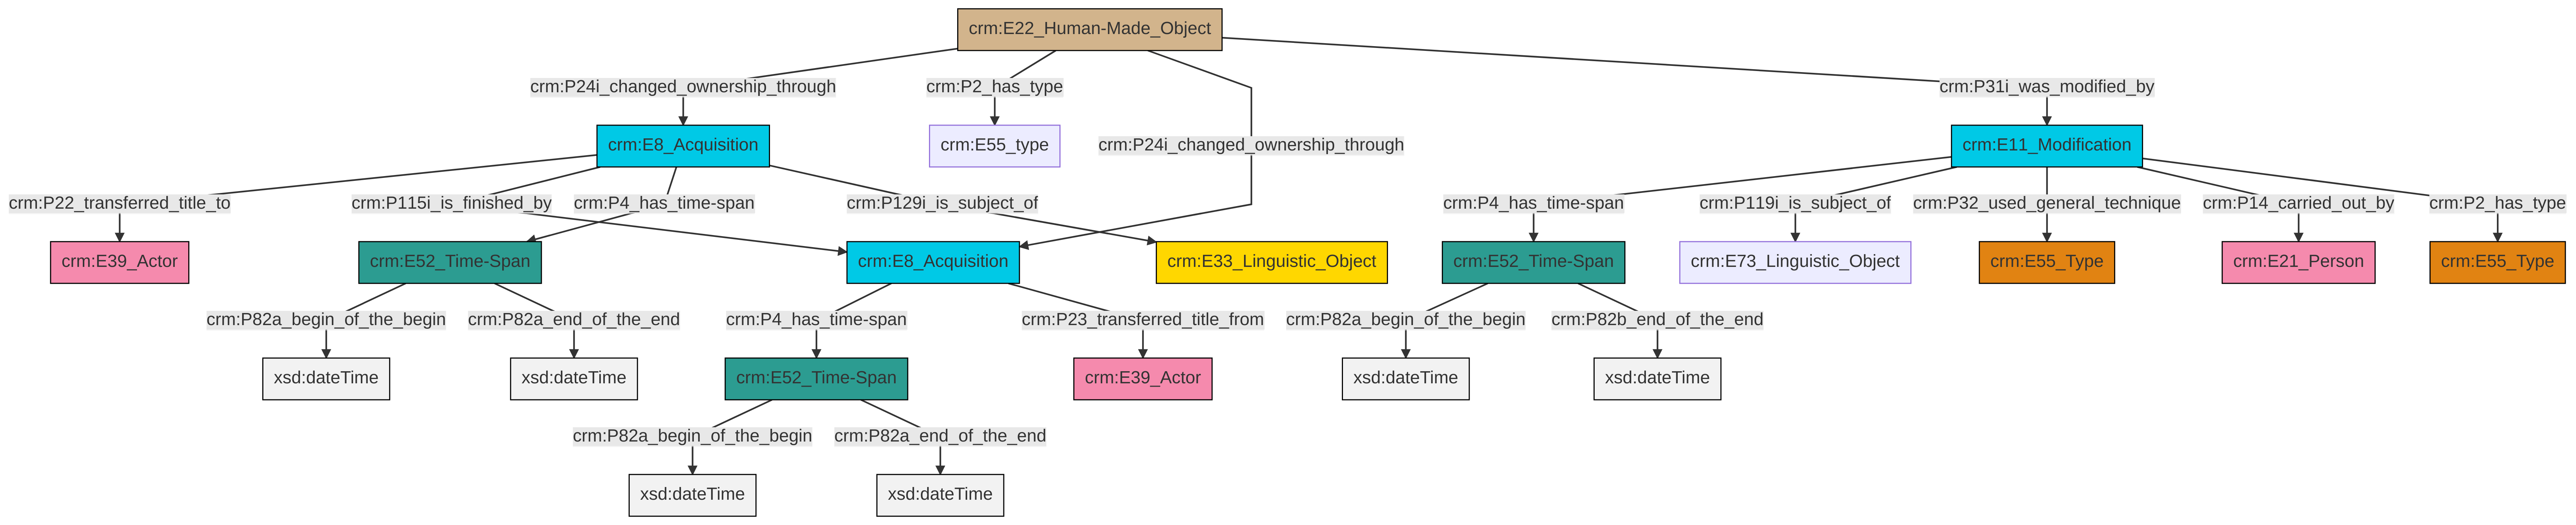 crm:E22_Human-Made_Object
crm:P24i_changed_ownership_through
crm:P2_has_type
crm:P31i_was_modified_by
crm:E8_Acquisition
crm:E55_type
crm:P24i_changed_ownership_through
crm:E11_Modification
crm:P22_transferred_title_to
crm:P115i_is_finished_by
crm:P4_has_time-span
crm:P129i_is_subject_of
crm:P4_has_time-span
crm:P119i_is_subject_of
crm:P32_used_general_technique
crm:P14_carried_out_by
crm:P2_has_type
crm:E39_Actor
crm:E52_Time-Span
crm:E8_Acquisition
crm:E33_Linguistic_Object
crm:E52_Time-Span
crm:E73_Linguistic_Object
crm:E55_Type
crm:E21_Person
crm:E55_Type
crm:P82a_begin_of_the_begin
crm:P82a_end_of_the_end
crm:P4_has_time-span
crm:P23_transferred_title_from
crm:P82a_begin_of_the_begin
crm:P82b_end_of_the_end
xsd:dateTime
xsd:dateTime
crm:E52_Time-Span
crm:E39_Actor
xsd:dateTime
xsd:dateTime
crm:P82a_begin_of_the_begin
crm:P82a_end_of_the_end
xsd:dateTime
xsd:dateTime